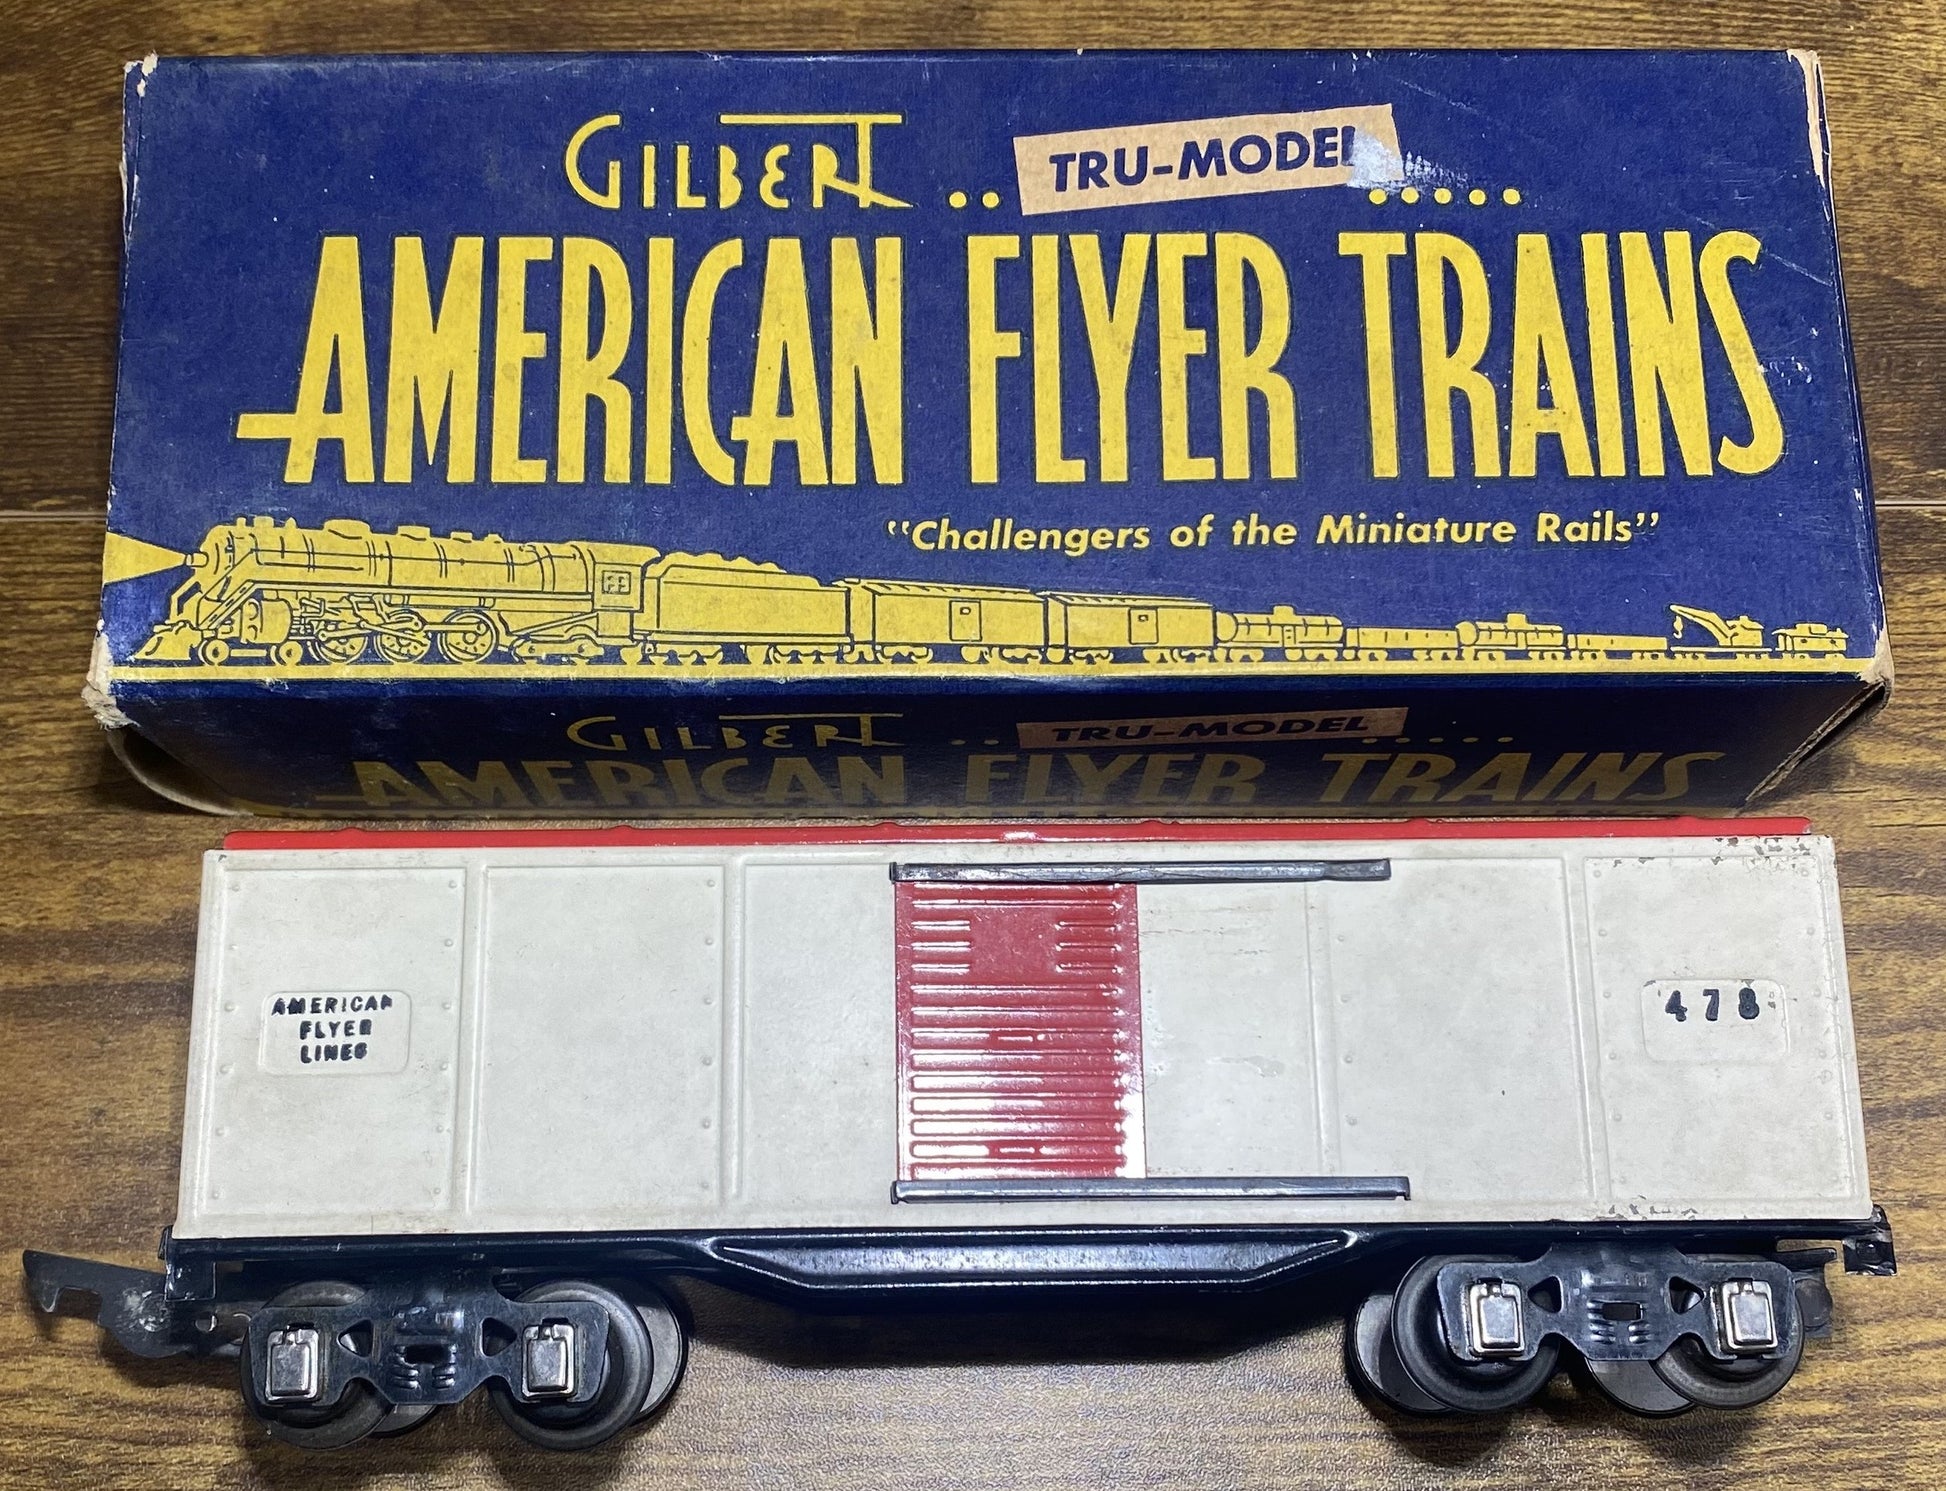 GILBERT .. TRU-MODEL .....
AMERICAN FLYER TRAINS
"Challengers of the Miniature Rails"
GILBERT .. TRU-MODEL .....
AMERICAN FLYER TRAINS
AMERICAN
FLYER
LINES
478